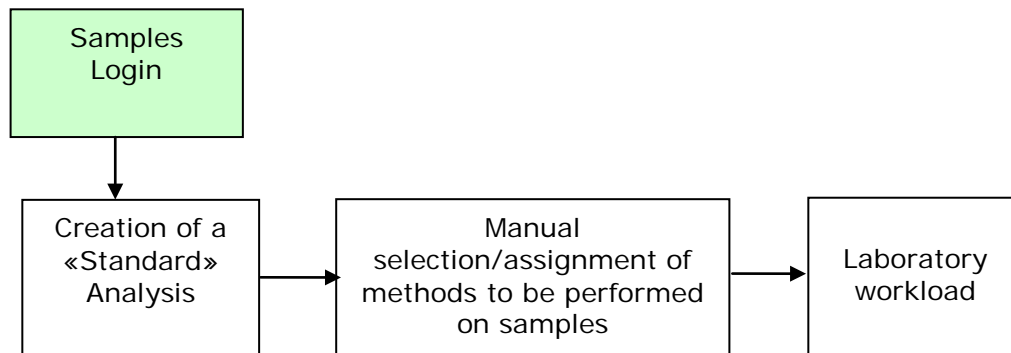 Samples
Login
Creation of a
«Standard»
Analysis
Manual
selection/assignment of
methods to be performed
on samples
Laboratory
workload